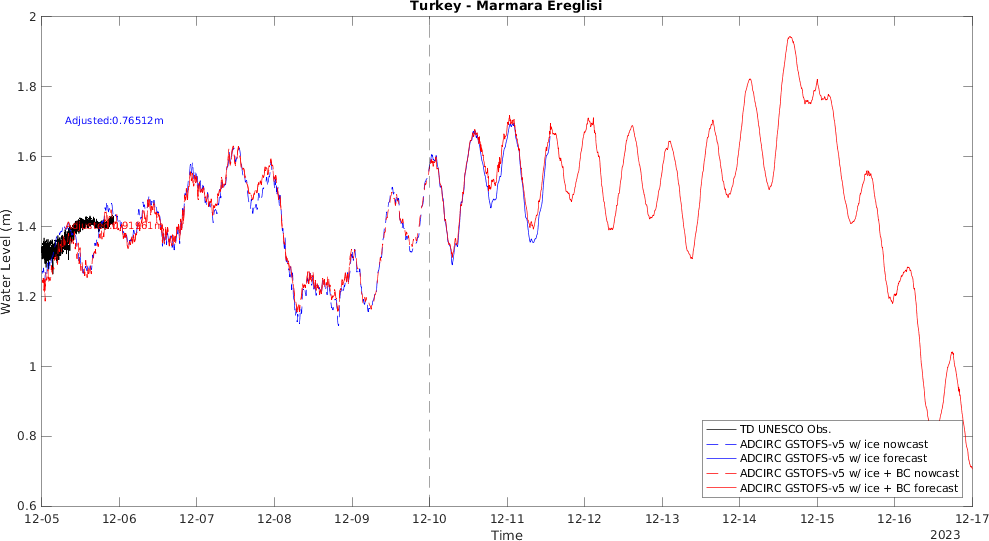 Turkey - Marmara Ereglisi
2
1.8
Adjusted:0.76512m
1.6
1.4
1.2
1
0.8
0.6
Water Level (m)
TD UNESCO Obs.
ADCIRC GSTOFS-v5 w/ ice nowcast
ADCIRC GSTOFS-v5 w/ ice forecast
ADCIRC GSTOFS-v5 w/ ice + BC nowcast
ADCIRC GSTOFS-v5 w/ ice + BC forecast
12-05 12-06 12-07 12-08 12-09 12-10 12-11 12-12 12-13 12-14 12-15 12-16 12-17
Time
2023